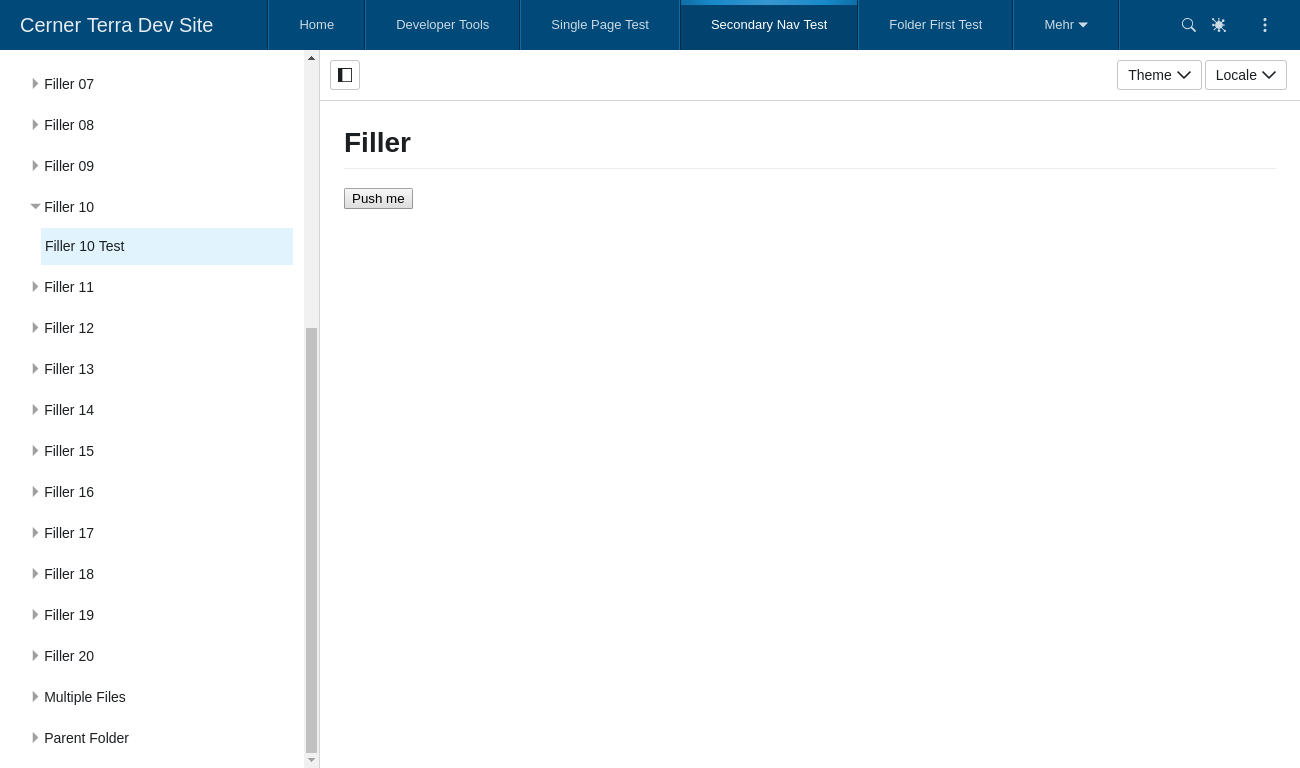 Cerner Terra Dev Site
Home
Developer Tools
Single Page Test
Secondary Nav Test
Folder First Test
Mehr
Theme
Locale
Filler 07
Filler 08
Filler 09
Filler 10
Filler 10 Test
Filler 11
Filler 12
Filler 13
Filler 14
Filler 15
Filler 16
Filler 17
Filler 18
Filler 19
Filler 20
Multiple Files
Parent Folder
Filler
Push me